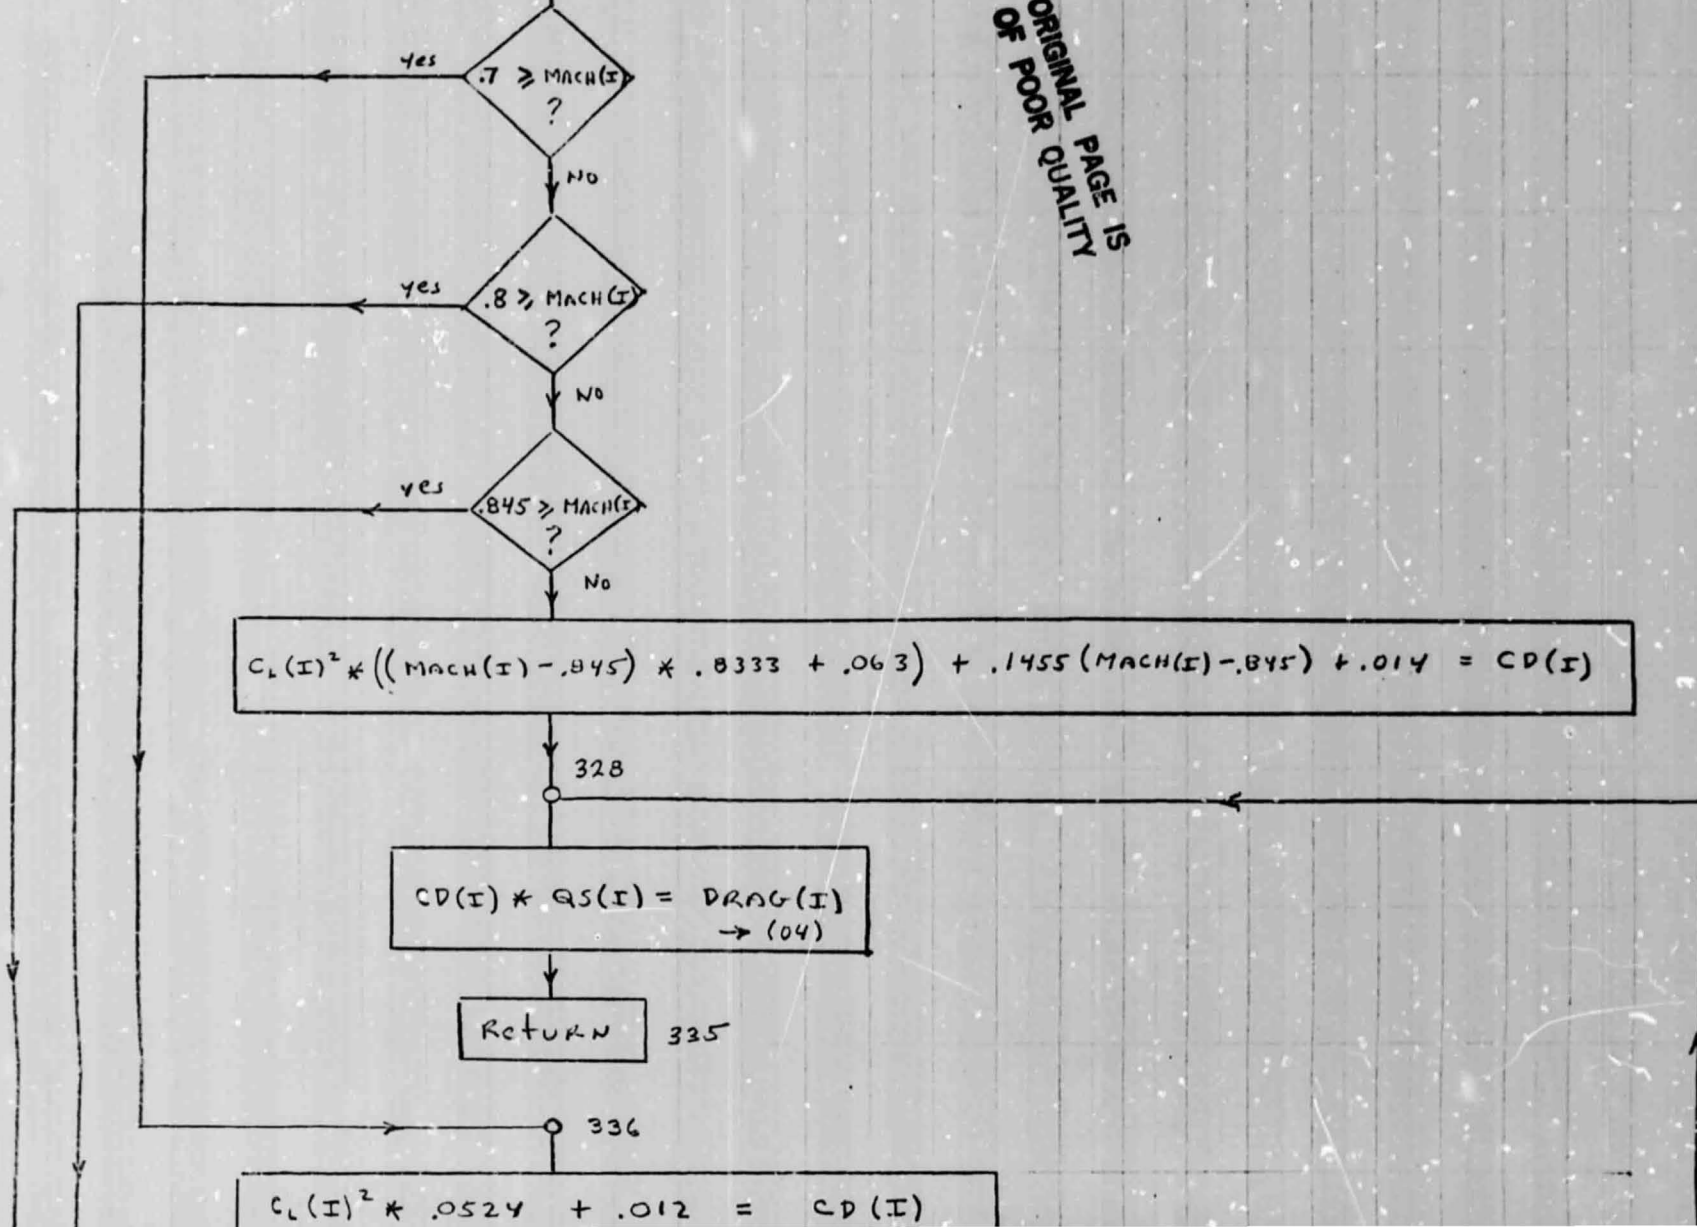 ORIGINAL PAGE IS
OF POOR QUALITY
yes
.7 ≥ MACH(I)
?
NO
yes
.8 ≥ MACH(I)
?
NO
yes
.845 ≥ MACH(I)
?
No
CL(I)² * ((MACH(I) - .845) * .8333 + .063) + .1455 (MACH(I) - .845) + .014 = CD(I)
328
CD(I) * QS(I) = DRAG(I)
→ (04)
RETURN 335
336
CL(I)² * .0524 + .012 = CD(I)